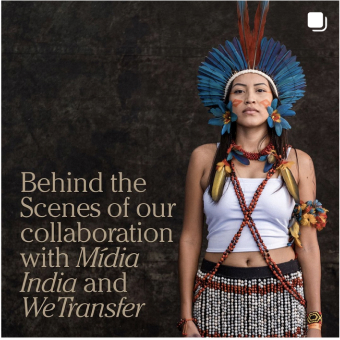 Behind the
Scenes of our
collaboration
with Mídia
India and
WeTransfer